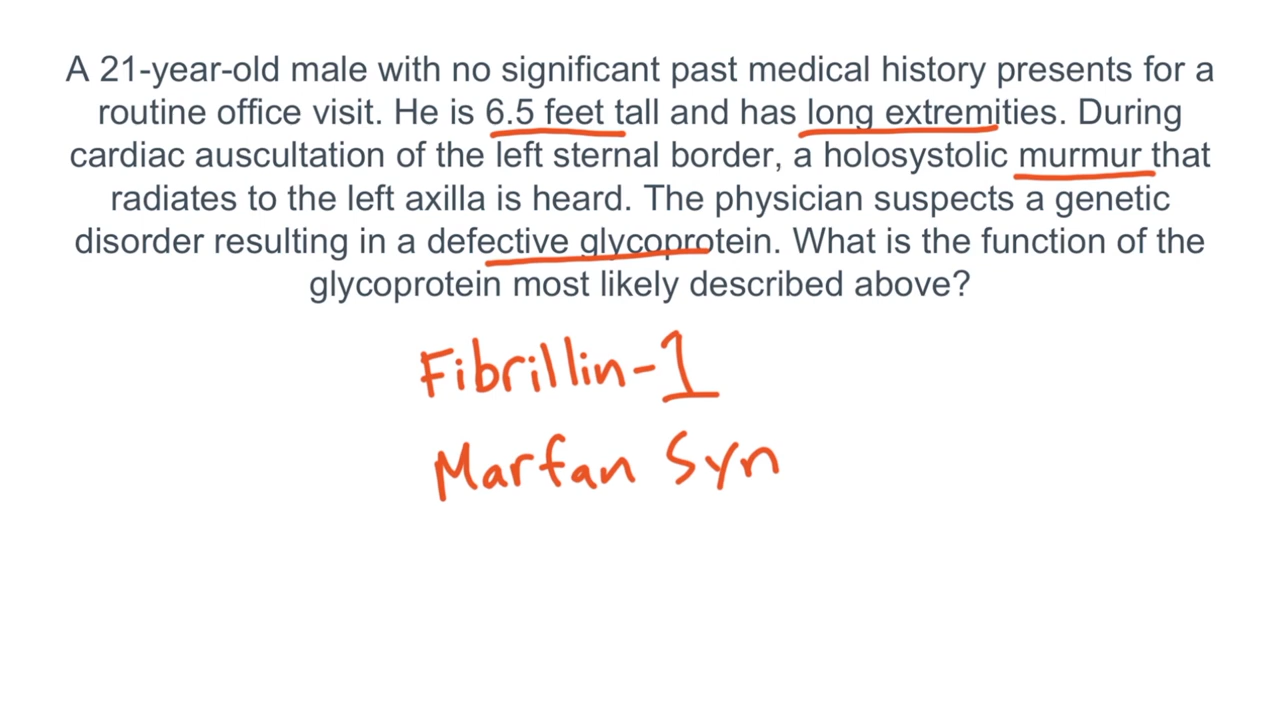 A 21-year-old male with no significant past medical history presents for a
routine office visit. He is 6.5 feet tall and has long extremities. During
cardiac auscultation of the left sternal border, a holosystolic murmur that
radiates to the left axilla is heard. The physician suspects a genetic
disorder resulting in a defective glycoprotein. What is the function of the
glycoprotein most likely described above?
Fibrillin-1
Marfan Syn